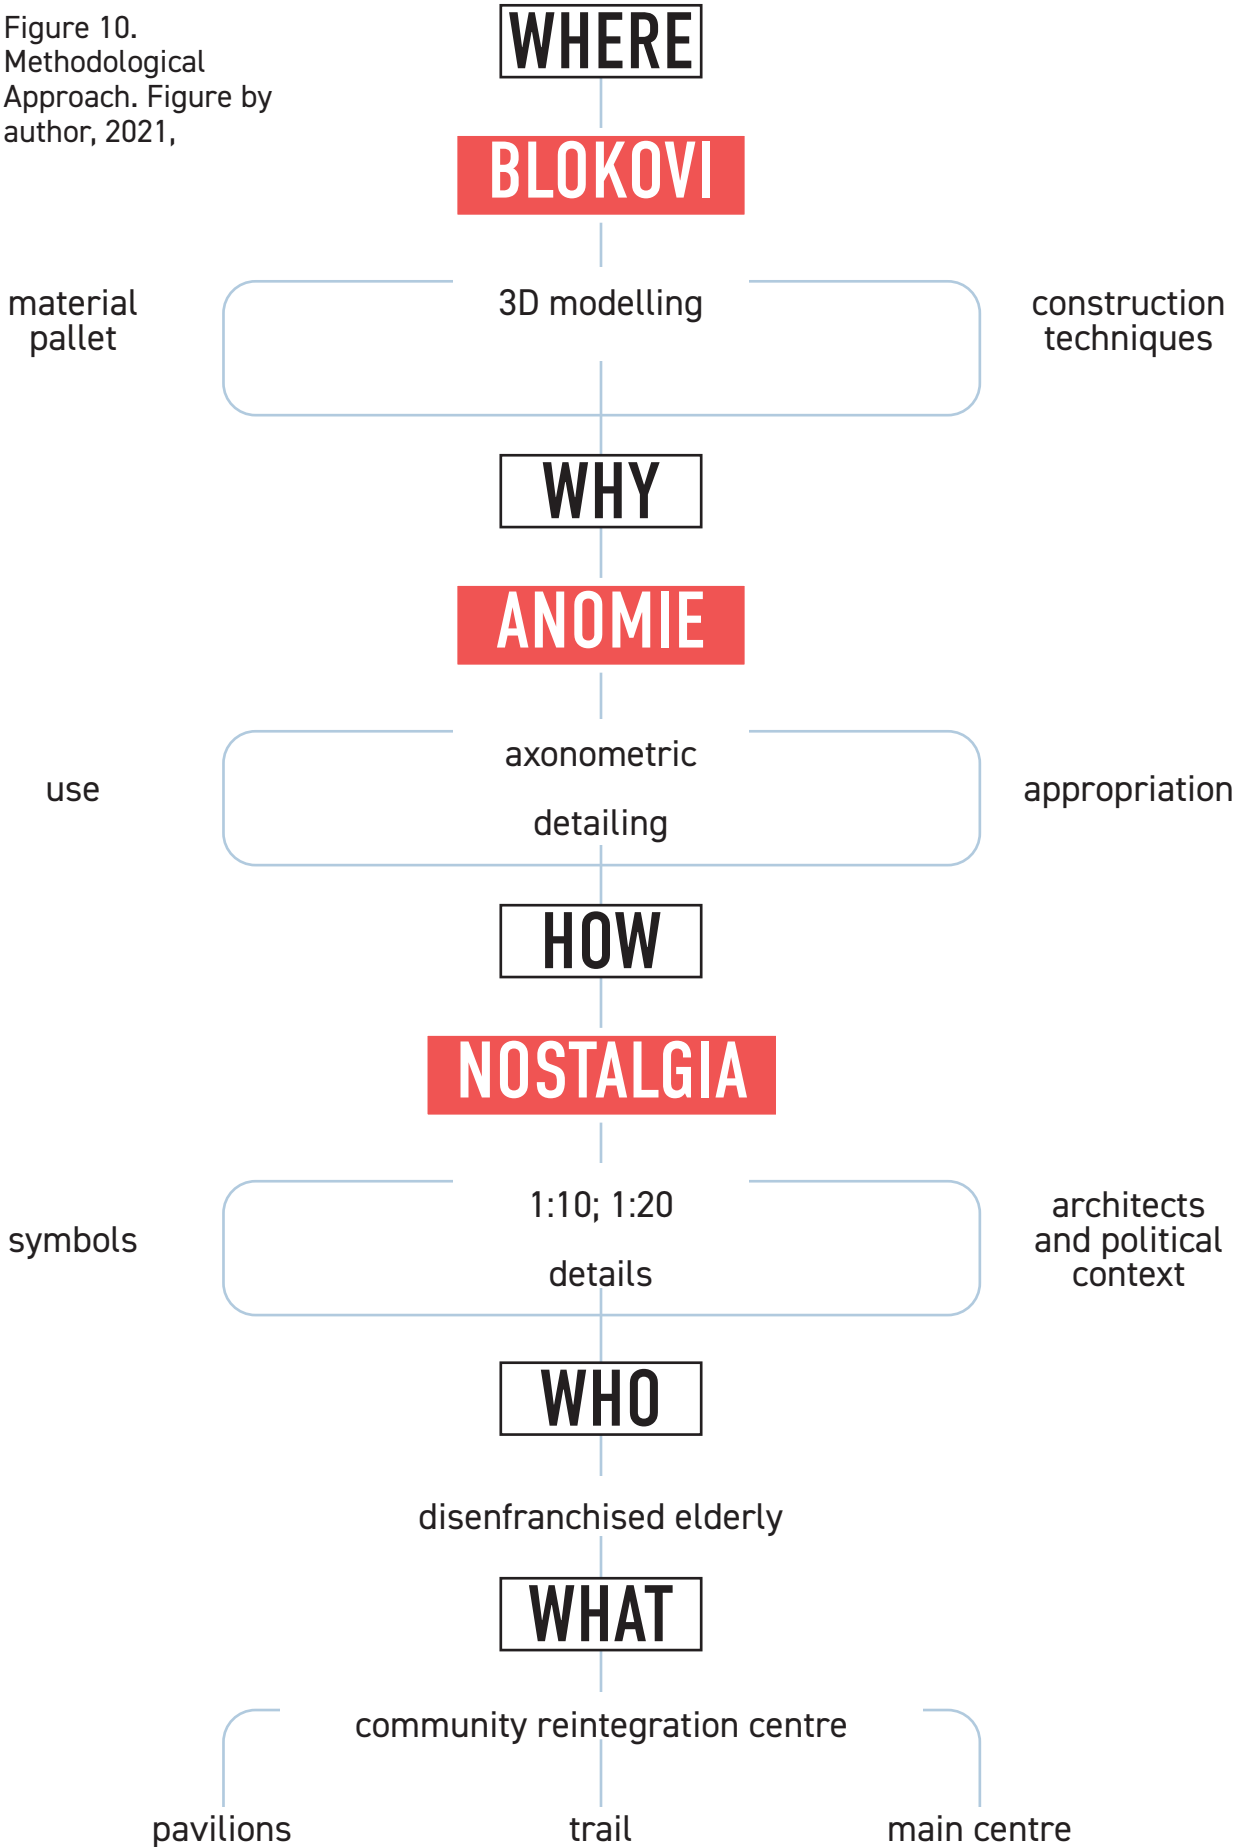 Figure 10.
Methodological
Approach. Figure by
author, 2021,
WHERE
BLOKOVI
material
pallet
3D modelling
construction
techniques
WHY
ANOMIE
use
axonometric
detailing
appropriation
HOW
NOSTALGIA
symbols
1:10; 1:20
details
architects
and political
context
WHO
disenfranchised elderly
WHAT
community reintegration centre
pavilions
trail
main centre